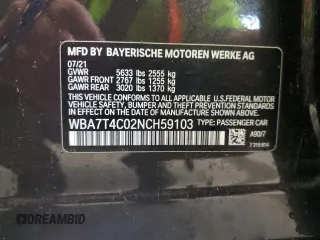 MFD BY BAYERISCHE MOTOREN WERKE AG
07/21
GVWR 5633 lbs 2555 kg
GAWR FRONT 2767 lbs 1255 kg
GAWR REAR 3020 lbs 1370 kg
THIS VEHICLE CONFORMS TO ALL APPLICABLE FEDERAL MOTOR VEHICLE SAFETY, BUMPER, AND THEFT PREVENTION STANDARDS IN EFFECT ON THE DATE OF MANUFACTURE SHOWN ABOVE.
WBA7T4C02NCH59103 TYPE: PASSENGER CAR
A90/7
© DREAMBID